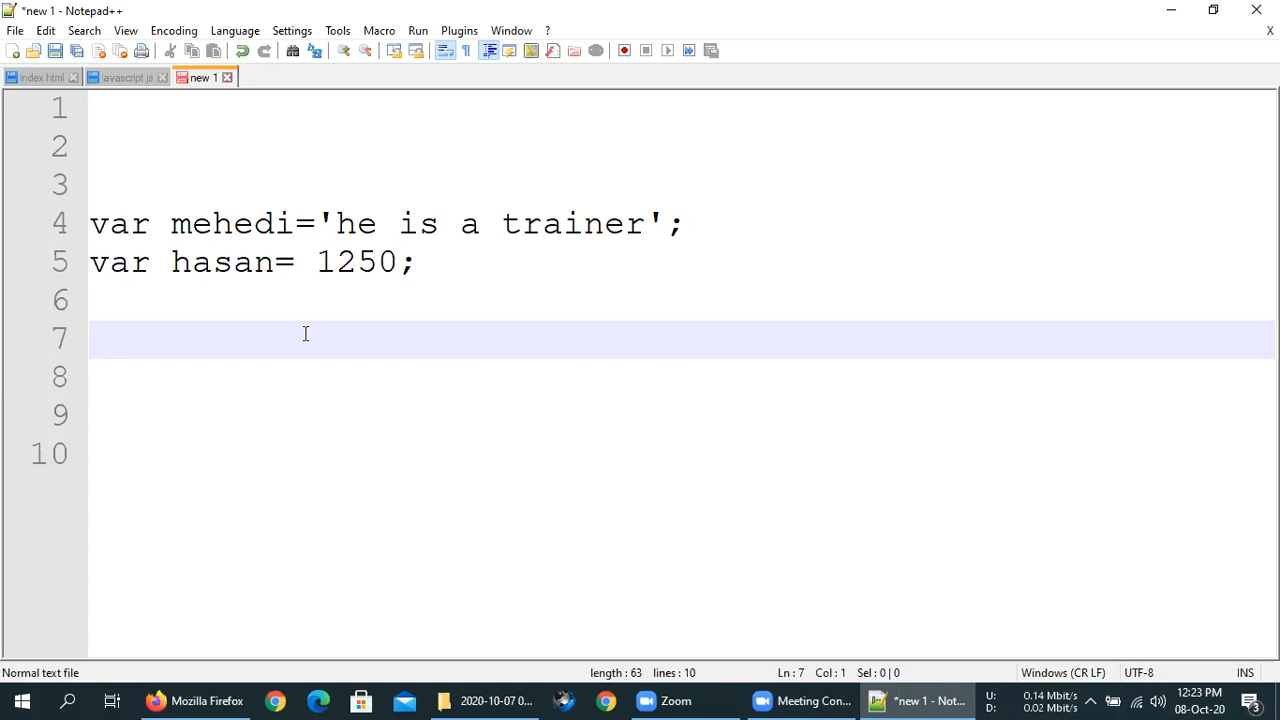 *new 1 - Notepad++
File Edit Search View Encoding Language Settings Tools Macro Run Plugins Window ? X
index.html javascript.js new 1
1
2
3
4 var mehedi='he is a trainer';
5 var hasan= 1250;
6
7
8
9
10
Normal text file length : 63 lines : 10 Ln : 7 Col : 1 Sel : 0 | 0 Windows (CR LF) UTF-8 INS
Mozilla Firefox 2020-10-07 0... Zoom Meeting Con... *new 1 - Not... U: 0.14 Mbit/s 12:23 PM
D: 0.02 Mbit/s 08-Oct-20 3